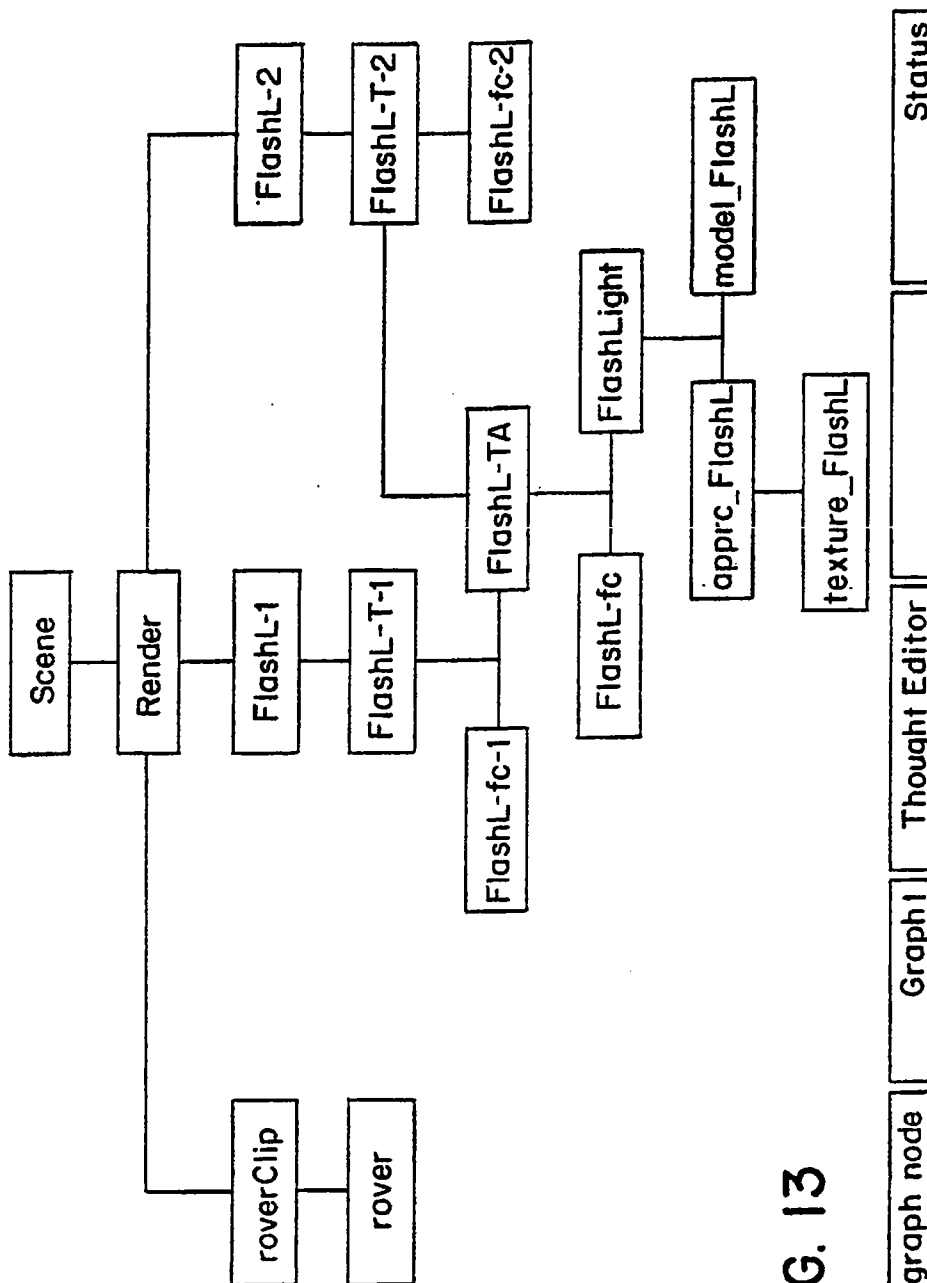 Scene
Render
roverClip
FlashL-1
FlashL-2
rover
FlashL-T-1
FlashL-T-2
FlashL-fc-1
FlashL-TA
FlashL-fc-2
FlashL-fc
FlashLight
apprc_FlashL
model_FlashL
texture_FlashL
G. 13
graph node
Graph1
Thought Editor
Status